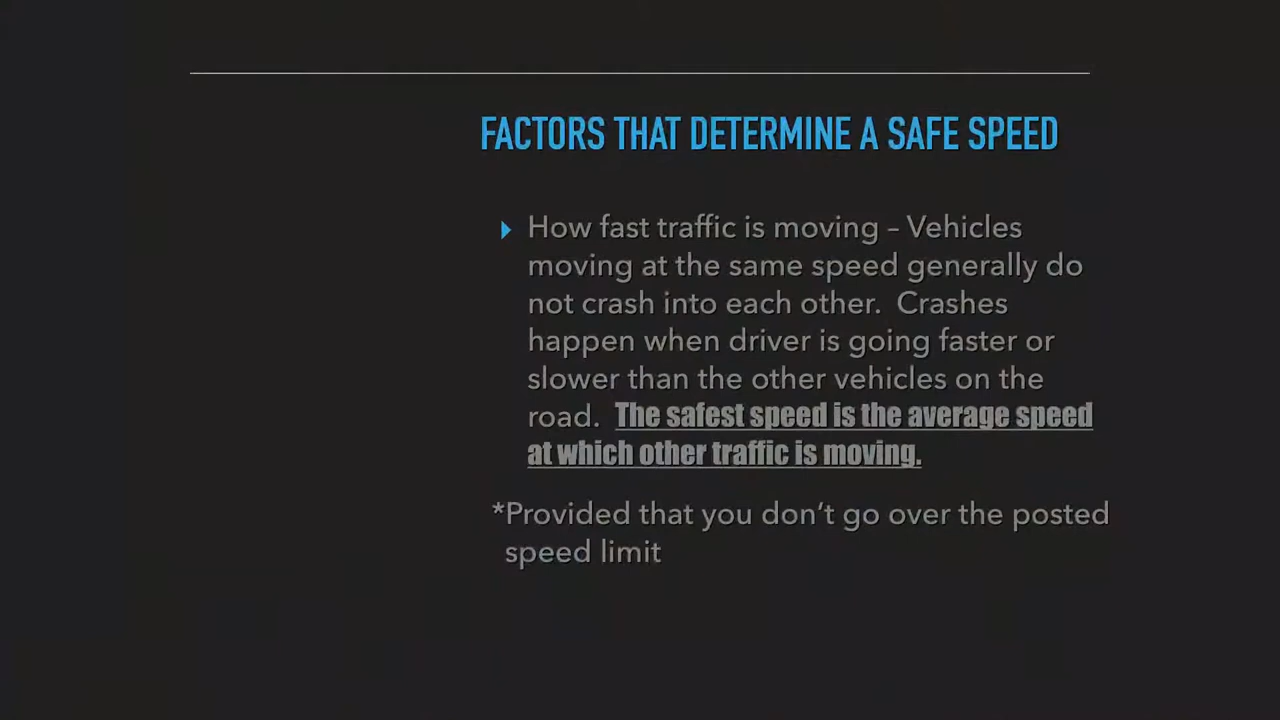 FACTORS THAT DETERMINE A SAFE SPEED
How fast traffic is moving – Vehicles
moving at the same speed generally do
not crash into each other.  Crashes
happen when driver is going faster or
slower than the other vehicles on the
road.  The safest speed is the average speed
at which other traffic is moving.
*Provided that you don’t go over the posted
speed limit